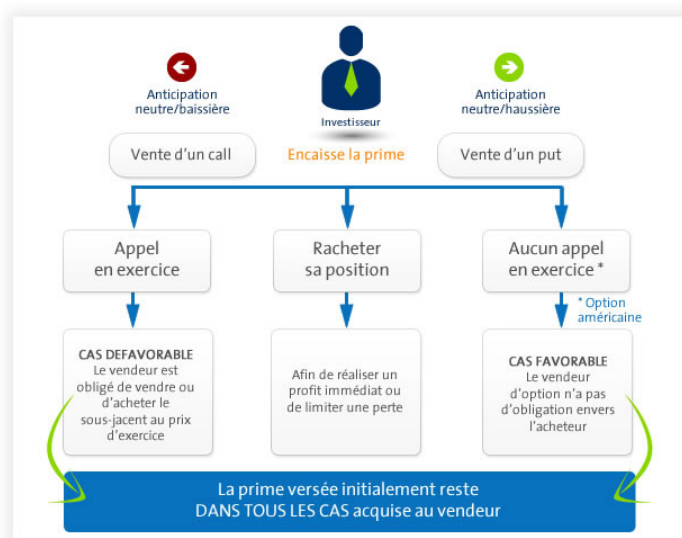 Anticipation
neutre/baissière
Investisseur
Anticipation
neutre/haussière
Vente d'un call
Encaisse la prime
Vente d'un put
Appel
en exercice
Racheter
sa position
Aucun appel
en exercice *
* Option
américaine
CAS DEFAVORABLE
Le vendeur est
obligé de vendre ou
d'acheter le
sous-jacent au prix
d'exercice
Afin de réaliser un
profit immédiat ou
de limiter une perte
CAS FAVORABLE
Le vendeur
d'option n'a pas
d'obligation envers
l'acheteur
La prime versée initialement reste
DANS TOUS LES CAS acquise au vendeur